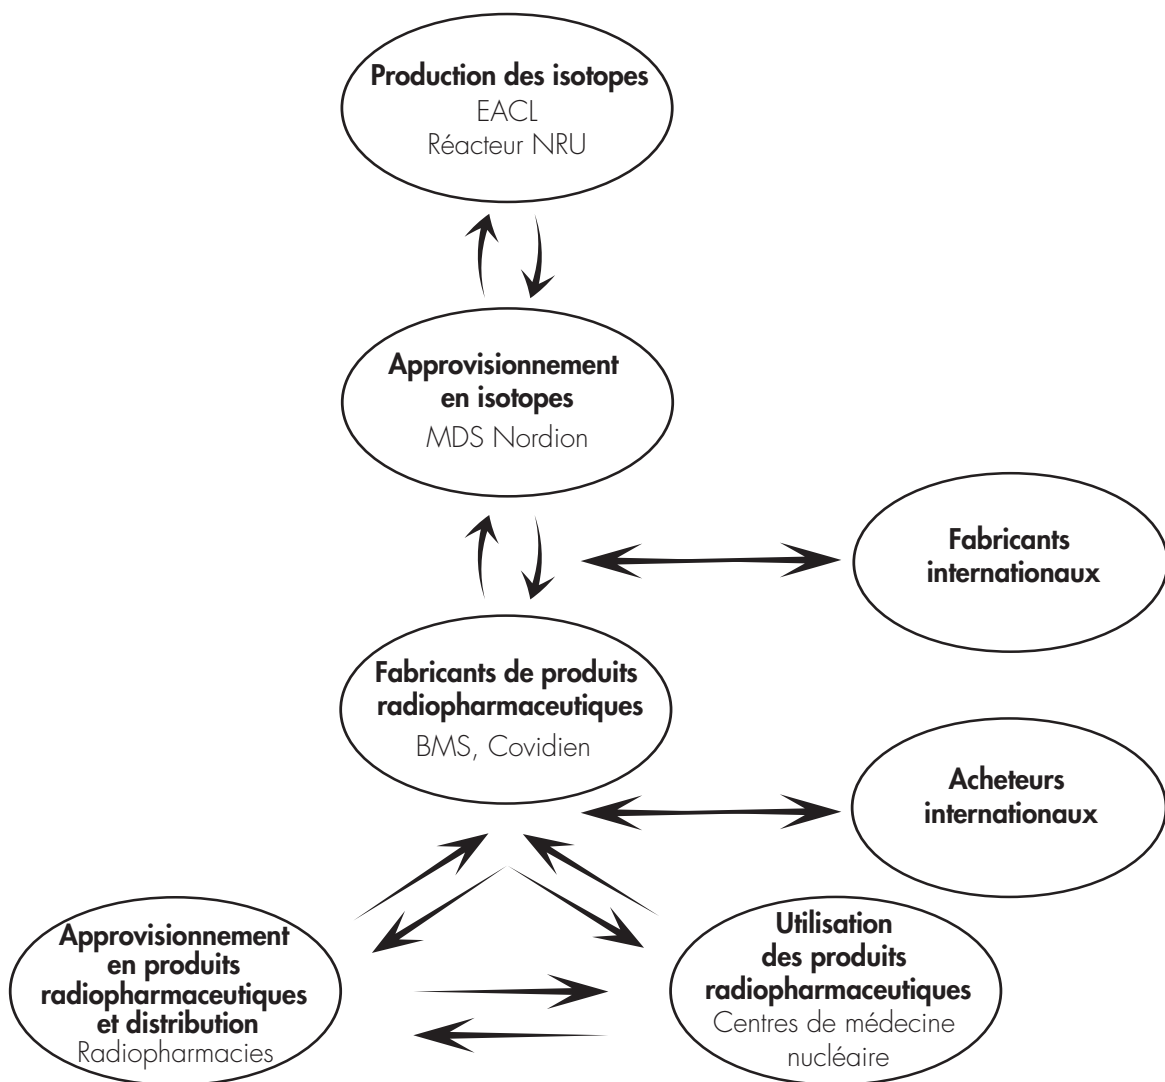 Production des isotopes
EACL
Réacteur NRU
Approvisionnement
en isotopes
MDS Nordion
Fabricants
internationaux
Fabricants de produits
radiopharmaceutiques
BMS, Covidien
Acheteurs
internationaux
Approvisionnement
en produits
radiopharmaceutiques
et distribution
Radiopharmacies
Utilisation
des produits
radiopharmaceutiques
Centres de médecine
nucléaire